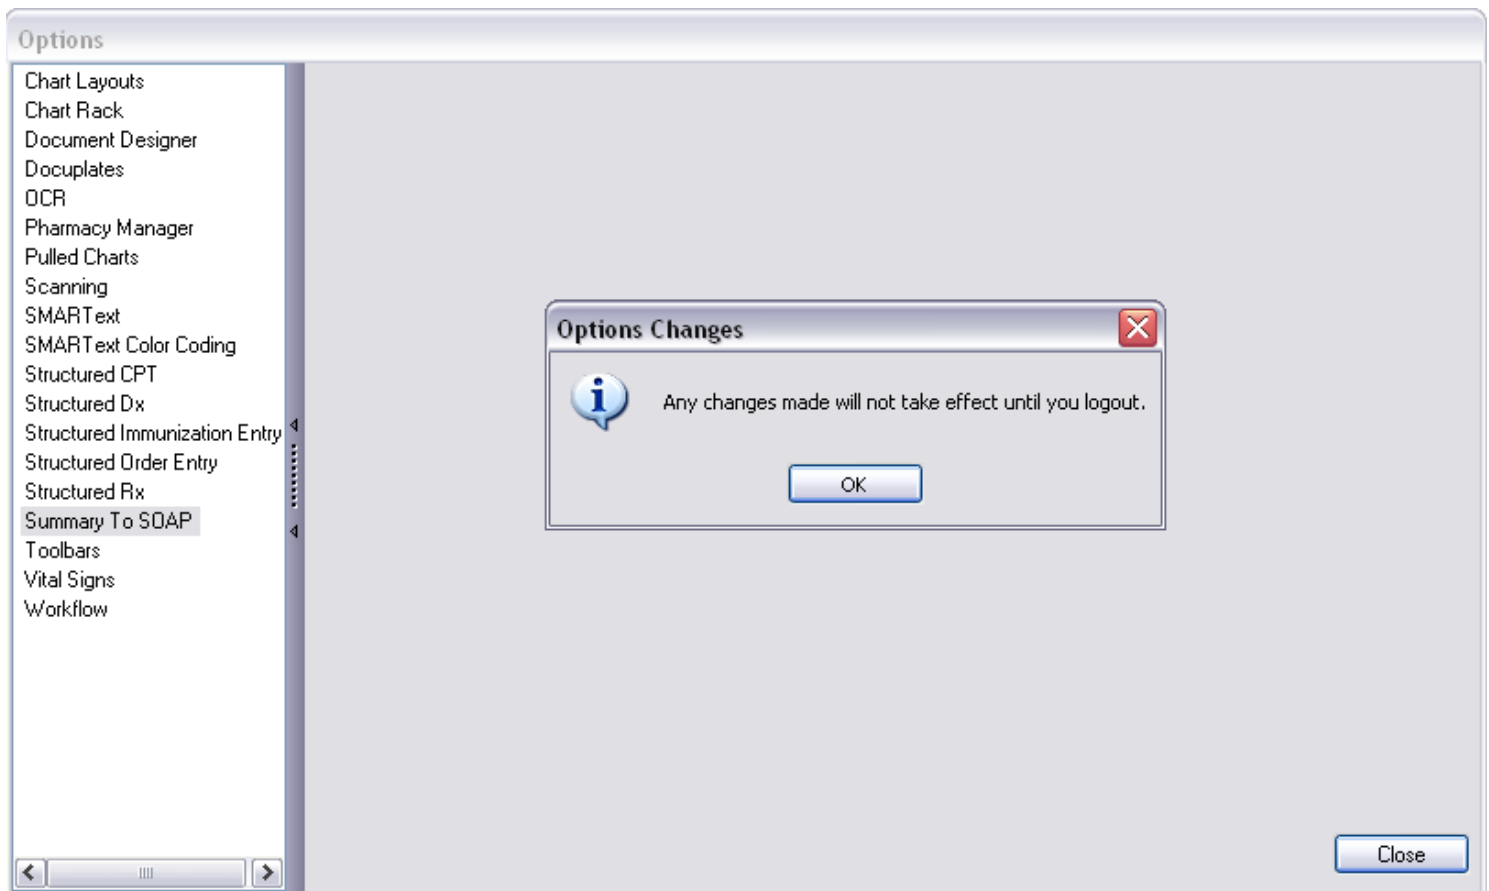 Options
Chart Layouts
Chart Rack
Document Designer
Docuplates
OCR
Pharmacy Manager
Pulled Charts
Scanning
SMARText
SMARText Color Coding
Structured CPT
Structured Dx
Structured Immunization Entry
Structured Order Entry
Structured Rx
Summary To SOAP
Toolbars
Vital Signs
Workflow
Options Changes
Any changes made will not take effect until you logout.
OK
Close